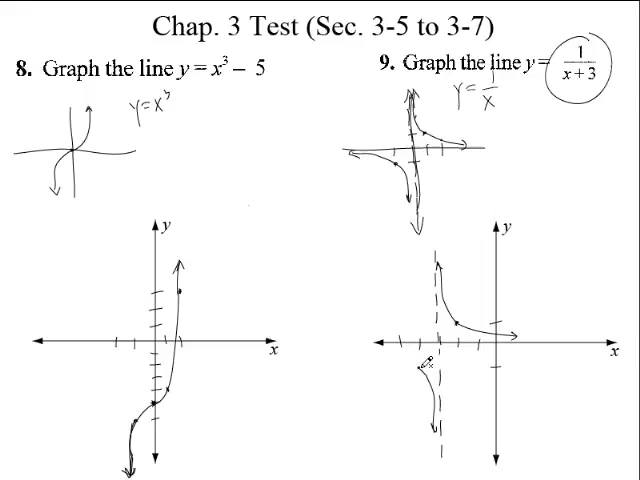 Chap. 3 Test (Sec. 3-5 to 3-7)
8. Graph the line y = x³ – 5
y=x³
y
x
9. Graph the line y = 1/(x+3)
y=1/x
y
x